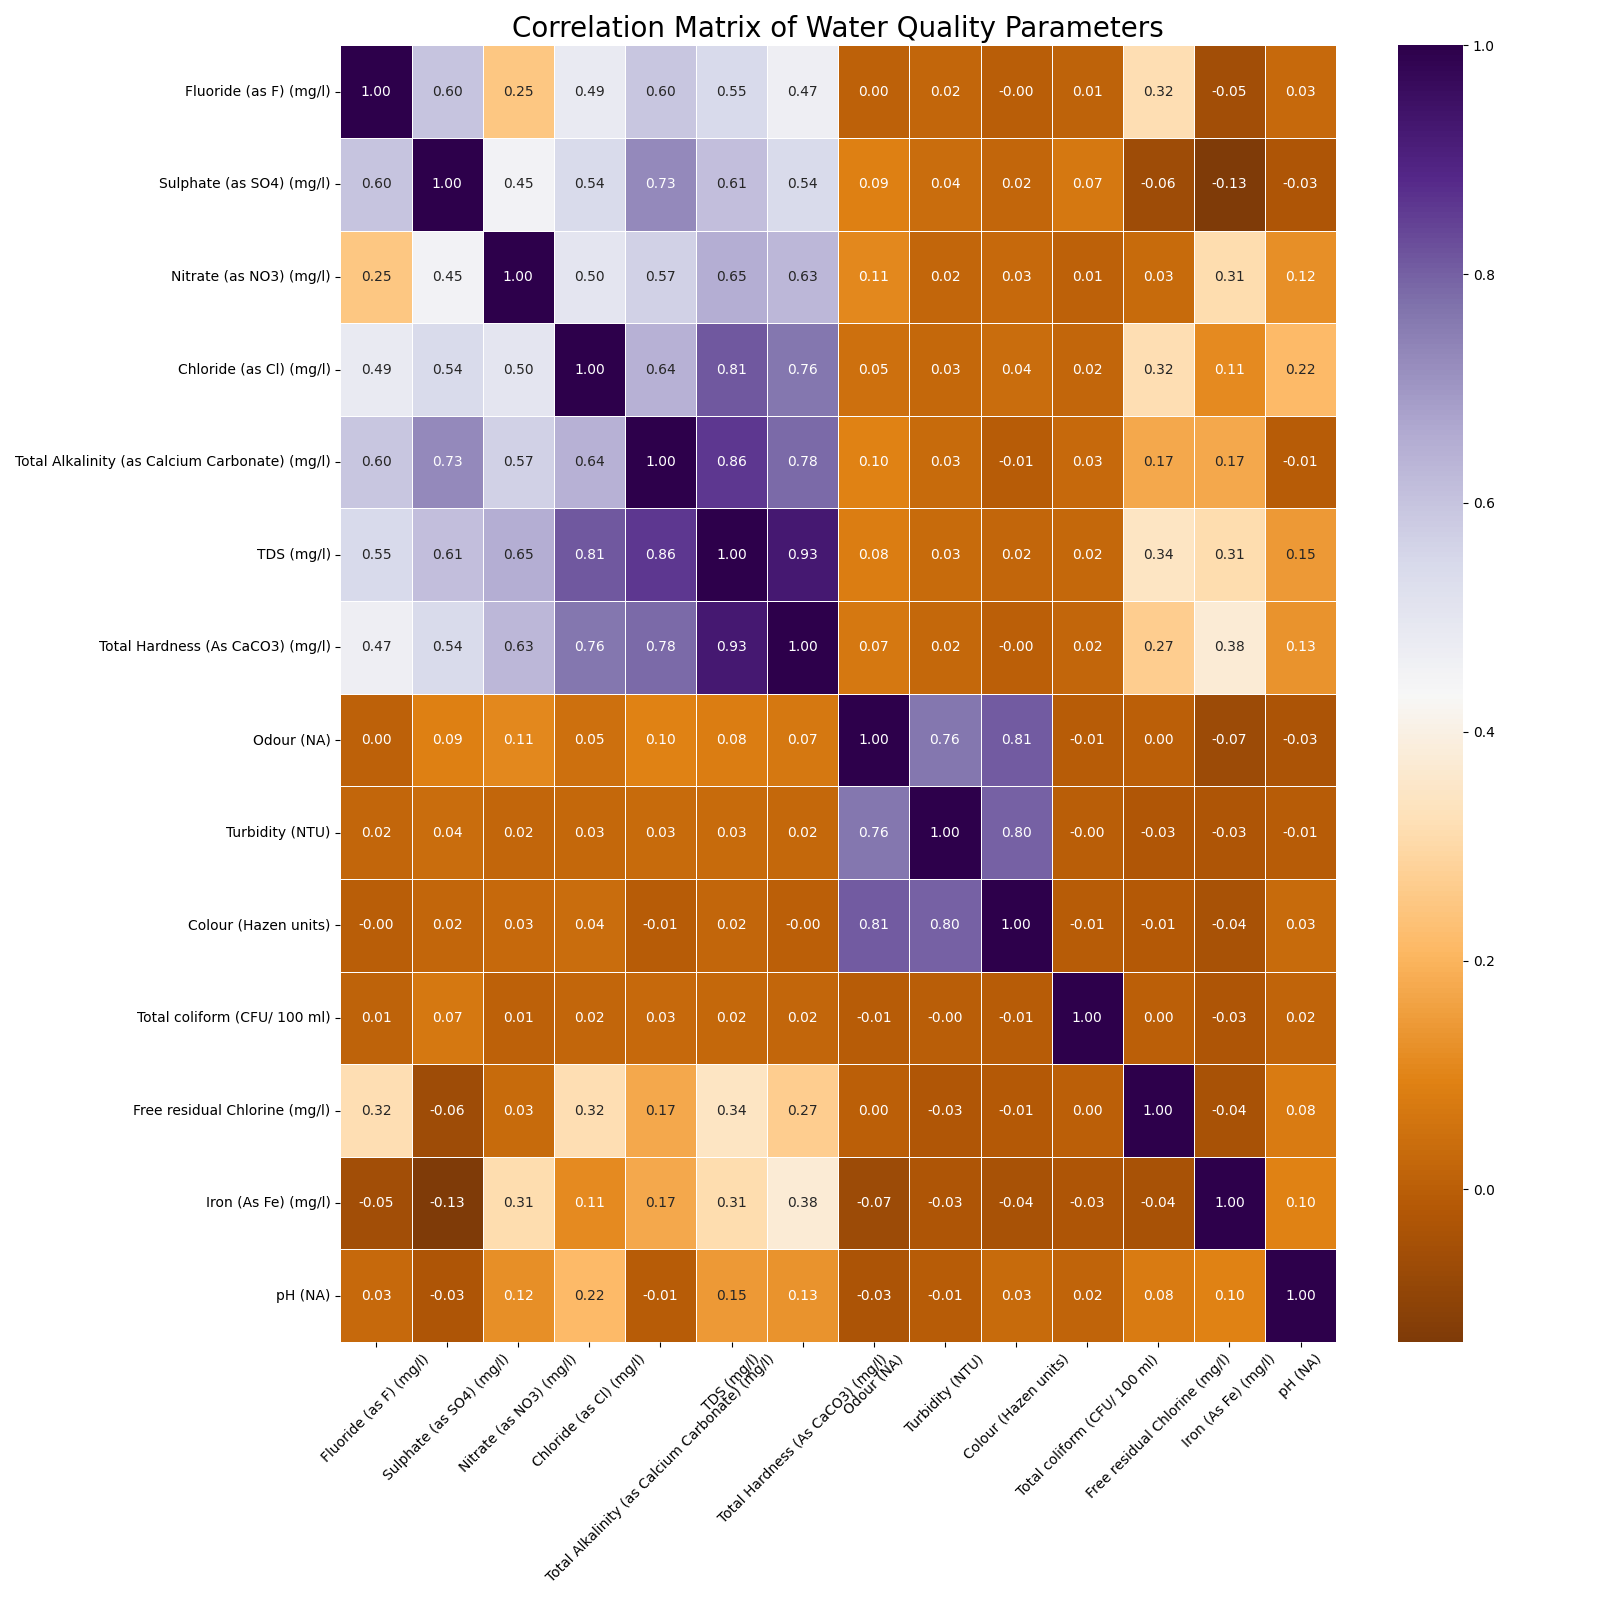 Correlation Matrix of Water Quality Parameters
Fluoride (as F) (mg/l) 1.00 0.60 0.25 0.49 0.60 0.55 0.47 0.00 0.02 -0.00 0.01 0.32 -0.05 0.03
Sulphate (as SO4) (mg/l) 0.60 1.00 0.45 0.54 0.73 0.61 0.54 0.09 0.04 0.02 0.07 -0.06 -0.13 -0.03
Nitrate (as NO3) (mg/l) 0.25 0.45 1.00 0.50 0.57 0.65 0.63 0.11 0.02 0.03 0.01 0.03 0.31 0.12
Chloride (as Cl) (mg/l) 0.49 0.54 0.50 1.00 0.64 0.81 0.76 0.05 0.03 0.04 0.02 0.32 0.11 0.22
Total Alkalinity (as Calcium Carbonate) (mg/l) 0.60 0.73 0.57 0.64 1.00 0.86 0.78 0.10 0.03 -0.01 0.03 0.17 0.17 -0.01
TDS (mg/l) 0.55 0.61 0.65 0.81 0.86 1.00 0.93 0.08 0.03 0.02 0.02 0.34 0.31 0.15
Total Hardness (As CaCO3) (mg/l) 0.47 0.54 0.63 0.76 0.78 0.93 1.00 0.07 0.02 -0.00 0.02 0.27 0.38 0.13
Odour (NA) 0.00 0.09 0.11 0.05 0.10 0.08 0.07 1.00 0.76 0.81 -0.01 0.00 -0.07 -0.03
Turbidity (NTU) 0.02 0.04 0.02 0.03 0.03 0.03 0.02 0.76 1.00 0.80 -0.00 -0.03 -0.03 -0.01
Colour (Hazen units) -0.00 0.02 0.03 0.04 -0.01 0.02 -0.00 0.81 0.80 1.00 -0.01 -0.01 -0.04 0.03
Total coliform (CFU/ 100 ml) 0.01 0.07 0.01 0.02 0.03 0.02 0.02 -0.01 -0.00 -0.01 1.00 0.00 -0.03 0.02
Free residual Chlorine (mg/l) 0.32 -0.06 0.03 0.32 0.17 0.34 0.27 0.00 -0.03 -0.01 0.00 1.00 -0.04 0.08
Iron (As Fe) (mg/l) -0.05 -0.13 0.31 0.11 0.17 0.31 0.38 -0.07 -0.03 -0.04 -0.03 -0.04 1.00 0.10
pH (NA) 0.03 -0.03 0.12 0.22 -0.01 0.15 0.13 -0.03 -0.01 0.03 0.02 0.08 0.10 1.00
Fluoride (as F) (mg/l)
Sulphate (as SO4) (mg/l)
Nitrate (as NO3) (mg/l)
Chloride (as Cl) (mg/l)
Total Alkalinity (as Calcium Carbonate) (mg/l)
TDS (mg/l)
Total Hardness (As CaCO3) (mg/l)
Odour (NA)
Turbidity (NTU)
Colour (Hazen units)
Total coliform (CFU/ 100 ml)
Free residual Chlorine (mg/l)
Iron (As Fe) (mg/l)
pH (NA)
1.0
0.8
0.6
0.4
0.2
0.0